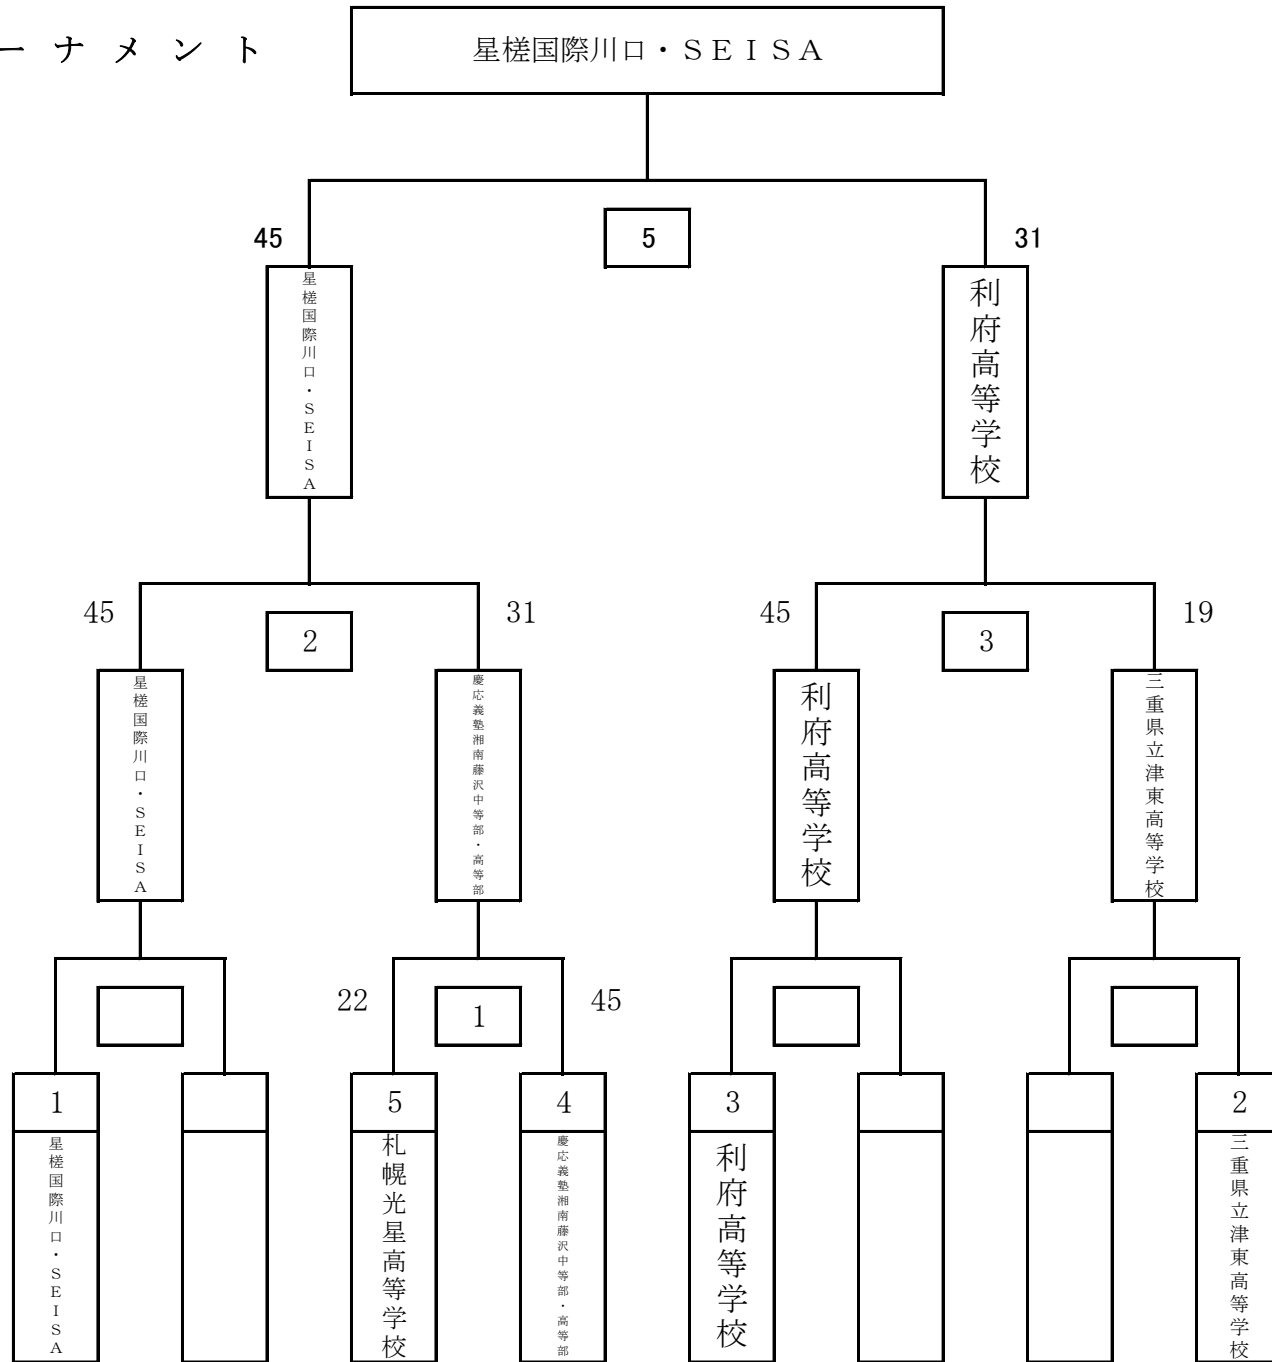 ーナメント
星槎国際川口・ＳＥＩＳＡ
45
5
31
星槎国際川口・ＳＥＩＳＡ
利府高等学校
45
2
31
45
3
19
星槎国際川口・ＳＥＩＳＡ
慶応義塾湘南藤沢中等部・高等部
利府高等学校
三重県立津東高等学校
22
1
45
1
5
4
3
2
星槎国際川口・ＳＥＩＳＡ
札幌光星高等学校
慶応義塾湘南藤沢中等部・高等部
利府高等学校
三重県立津東高等学校